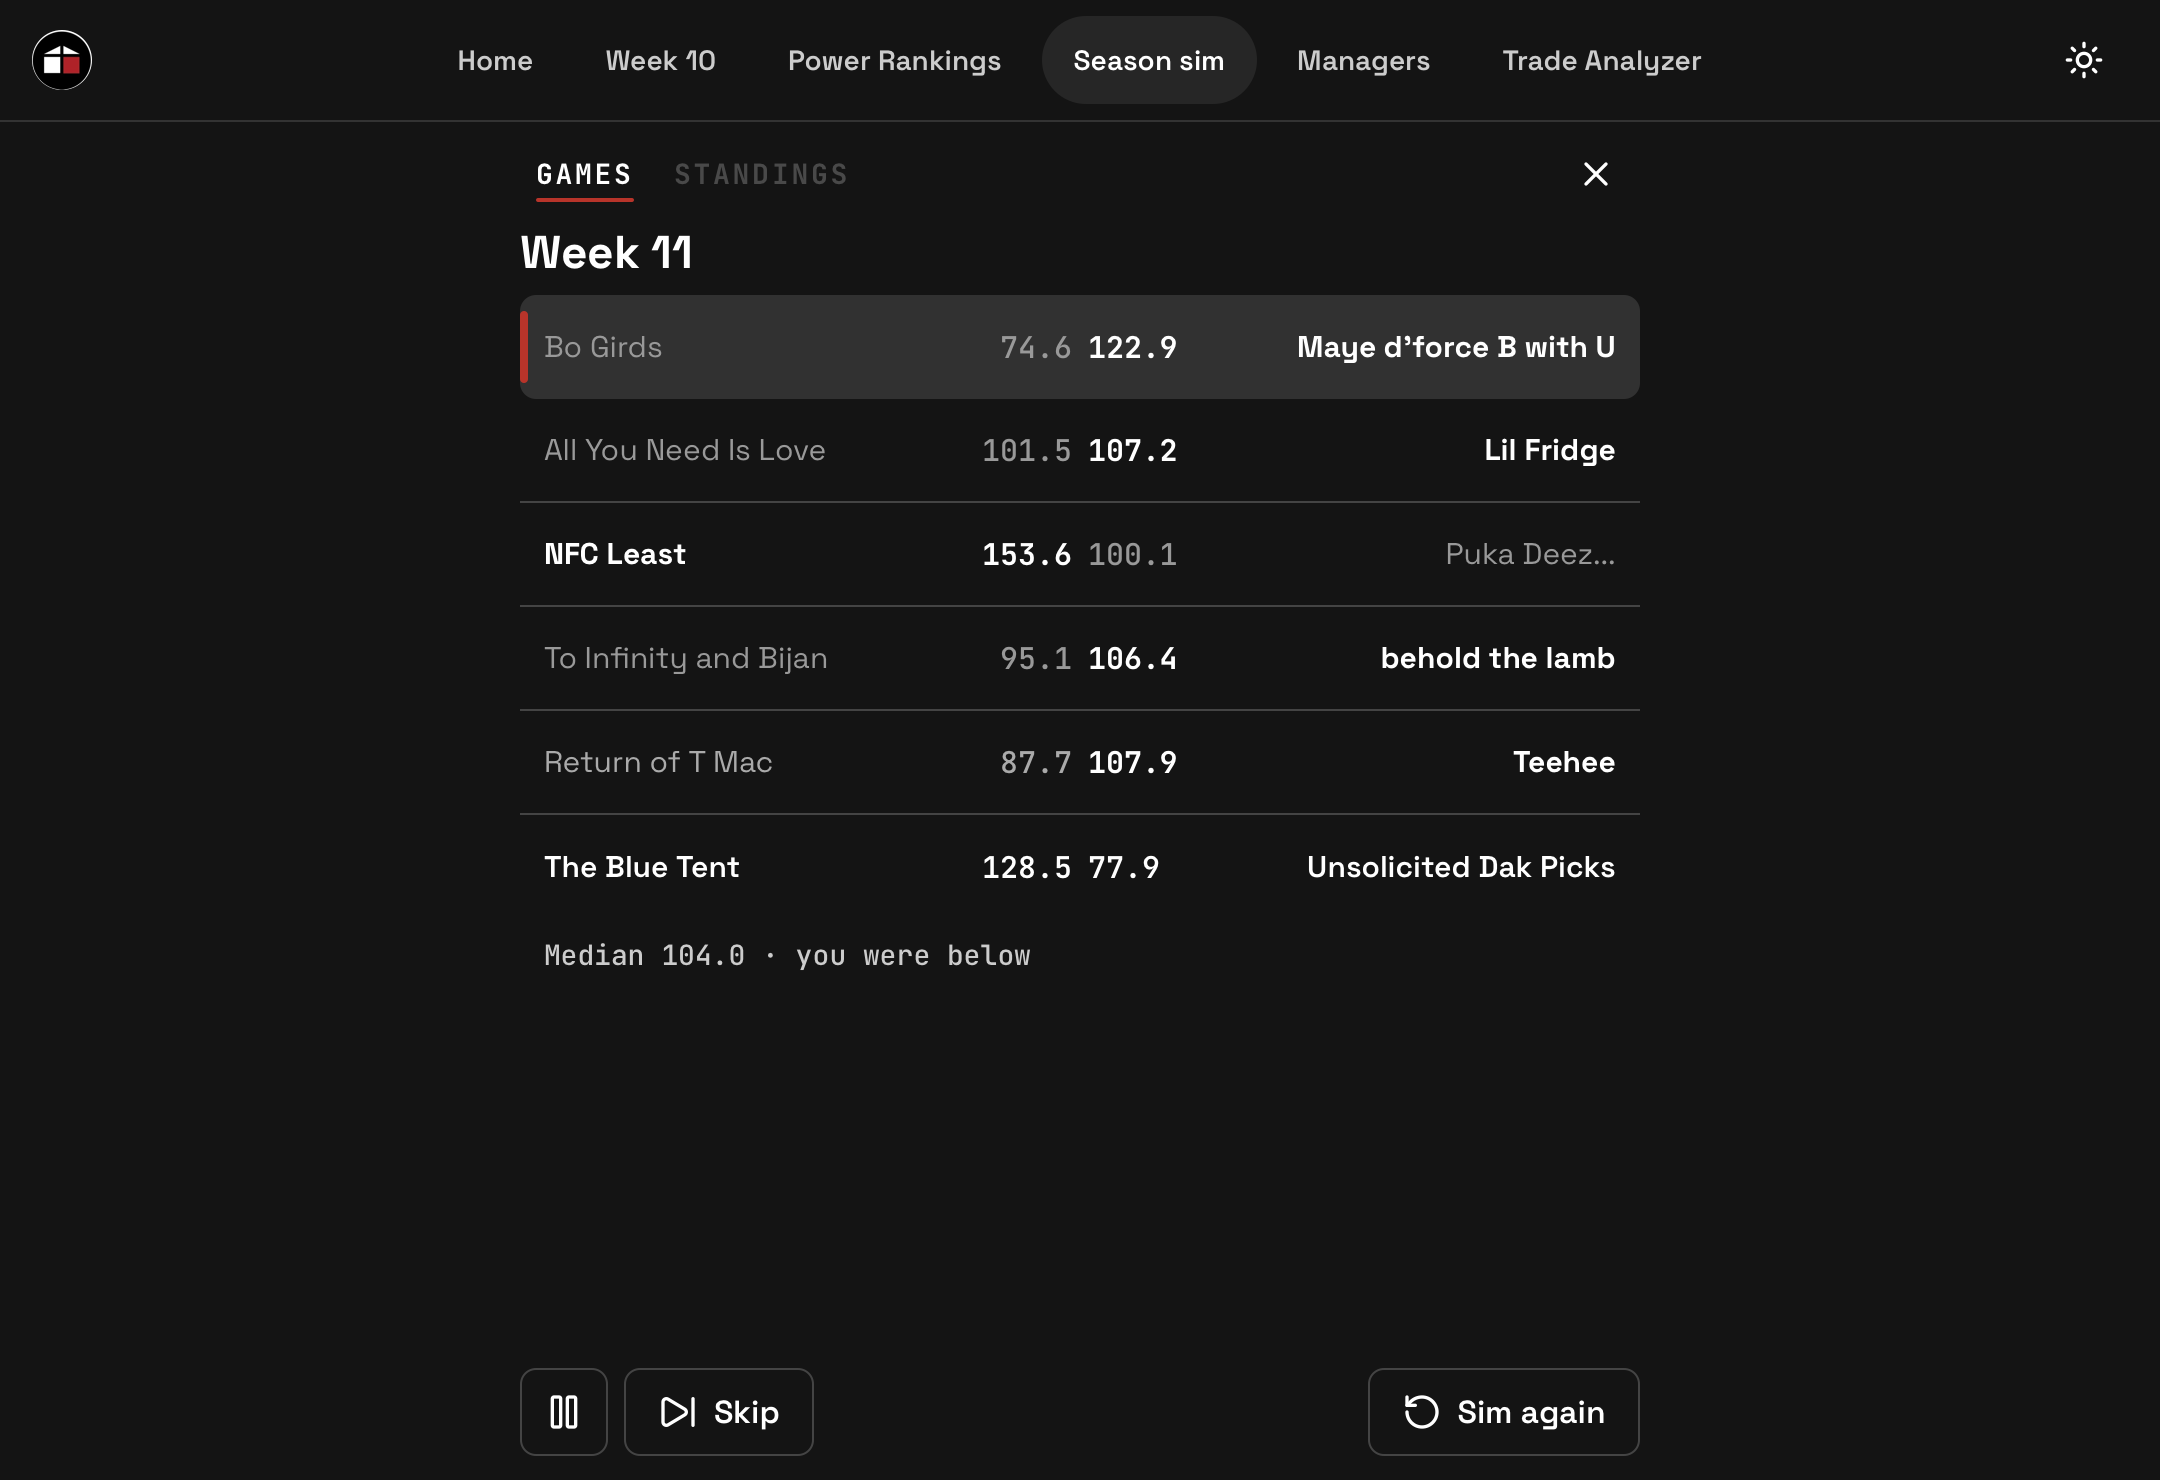 Home Week 10 Power Rankings Season sim Managers Trade Analyzer
GAMES STANDINGS
Week 11
Bo Girds 74.6 122.9 Maye d’force B with U
All You Need Is Love 101.5 107.2 Lil Fridge
NFC Least 153.6 100.1 Puka Deez...
To Infinity and Bijan 95.1 106.4 behold the lamb
Return of T Mac 87.7 107.9 Teehee
The Blue Tent 128.5 77.9 Unsolicited Dak Picks
Median 104.0 · you were below
Skip Sim again